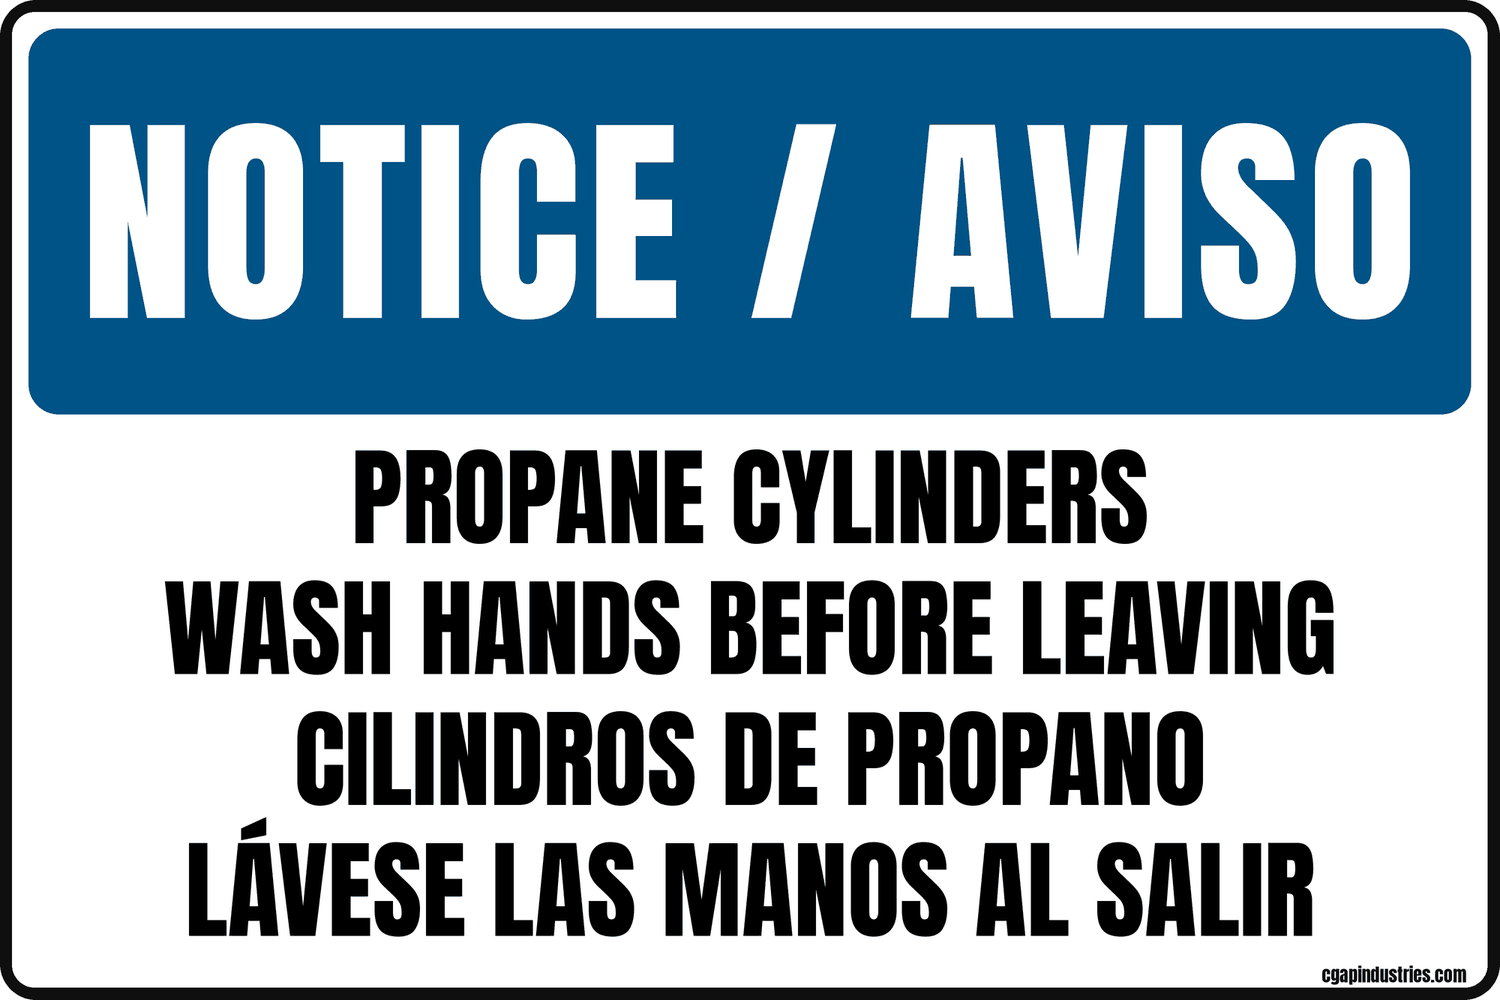 NOTICE / AVISO
PROPANE CYLINDERS
WASH HANDS BEFORE LEAVING
CILINDROS DE PROPANO
LÁVESE LAS MANOS AL SALIR
cgapindustries.com